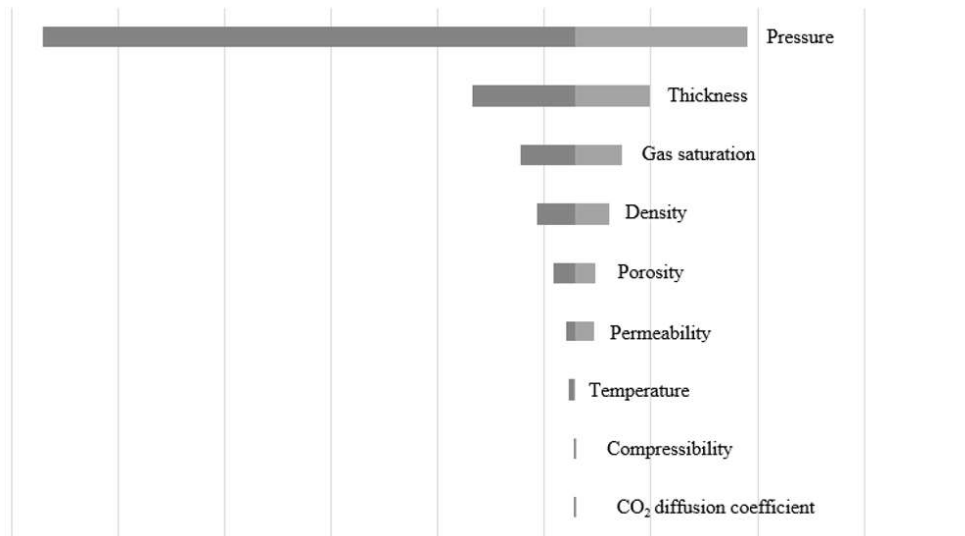 Pressure
Thickness
Gas saturation
Density
Porosity
Permeability
Temperature
Compressibility
CO₂ diffusion coefficient